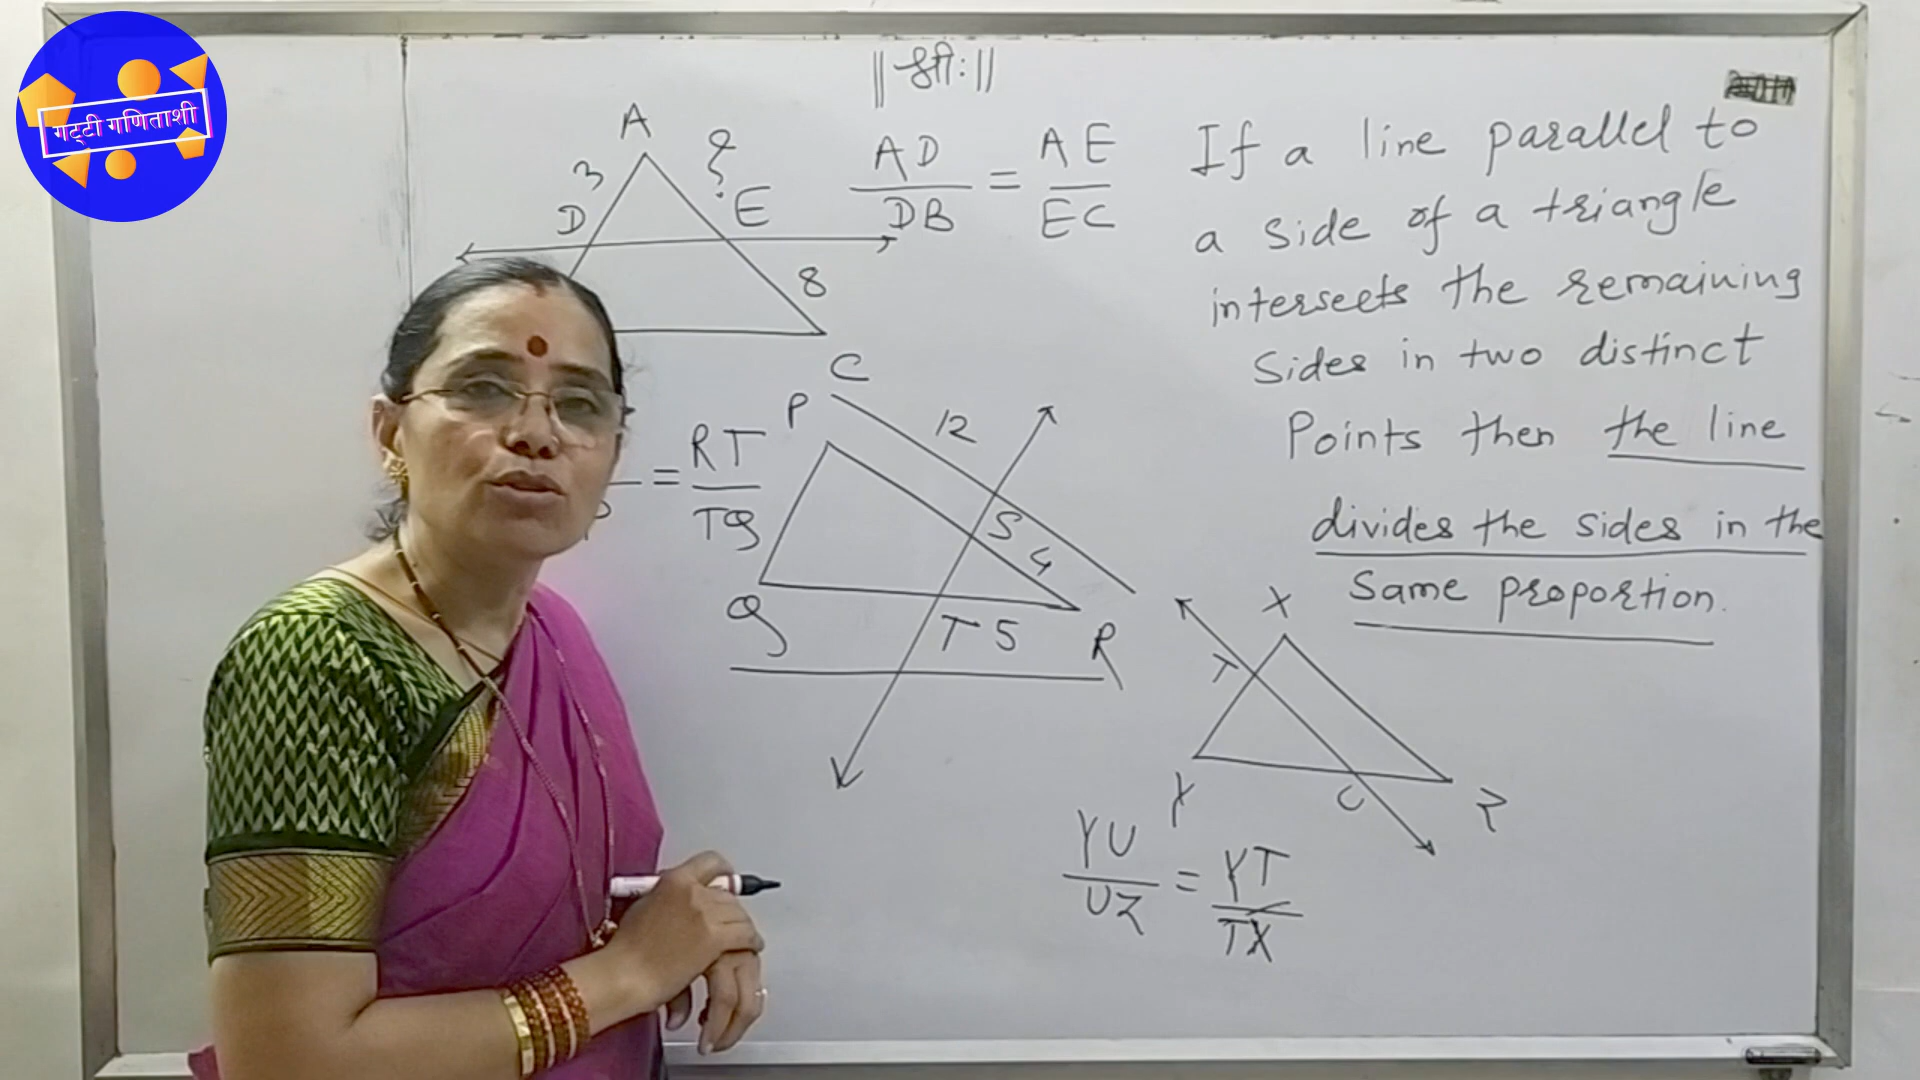 गट्टी गणिताशी
|| श्रीः ||
A
3
?
D
E
8
C
AD
DB
=
AE
EC
If a line parallel to
a side of a triangle
intersects the remaining
Sides in two distinct
Points then the line
divides the sides in the
Same proportion.
=
RT
TQ
P
12
S
4
Q
T 5
R
X
T
Y
Z
YU
UZ
=
YT
TX